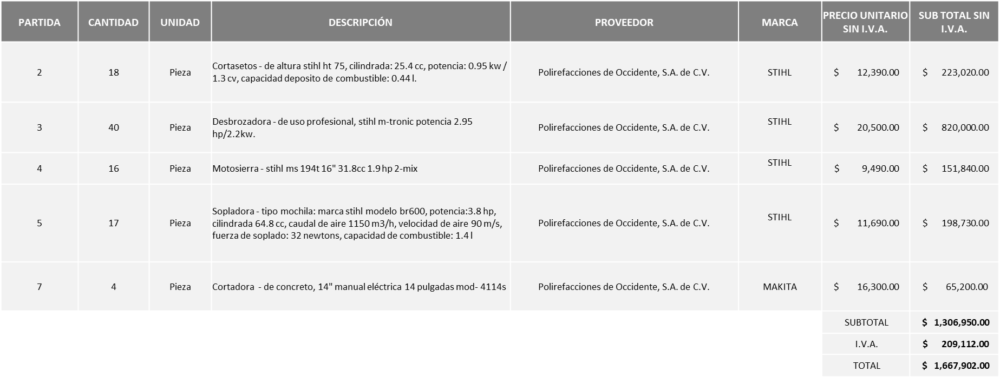 PARTIDA CANTIDAD UNIDAD DESCRIPCIÓN PROVEEDOR MARCA PRECIO UNITARIO SIN I.V.A. SUB TOTAL SIN I.V.A.
2 18 Pieza Cortasetos - de altura stihl ht 75, cilindrada: 25.4 cc, potencia: 0.95 kw /
1.3 cv, capacidad deposito de combustible: 0.44 l.
Polirefacciones de Occidente, S.A. de C.V. STIHL $ 12,390.00 $ 223,020.00
3 40 Pieza Desbrozadora - de uso profesional, stihl m-tronic potencia 2.95
hp/2.2kw.
Polirefacciones de Occidente, S.A. de C.V. STIHL $ 20,500.00 $ 820,000.00
4 16 Pieza Motosierra - stihl ms 194t 16" 31.8cc 1.9 hp 2-mix Polirefacciones de Occidente, S.A. de C.V. STIHL $ 9,490.00 $ 151,840.00
5 17 Pieza Sopladora - tipo mochila: marca stihl modelo br600, potencia:3.8 hp,
cilindrada 64.8 cc, caudal de aire 1150 m3/h, velocidad de aire 90 m/s,
fuerza de soplado: 32 newtons, capacidad de combustible: 1.4 l
Polirefacciones de Occidente, S.A. de C.V. STIHL $ 11,690.00 $ 198,730.00
7 4 Pieza Cortadora - de concreto, 14" manual eléctrica 14 pulgadas mod- 4114s Polirefacciones de Occidente, S.A. de C.V. MAKITA $ 16,300.00 $ 65,200.00
SUBTOTAL $ 1,306,950.00
I.V.A. $ 209,112.00
TOTAL $ 1,667,902.00